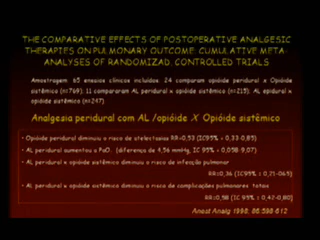 THE COMPARATIVE EFFECTS OF POSTOPERATIVE ANALGESIC
THERAPIES ON PULMONARY OUTCOME: CUMULATIVE META-
ANALYSES OF RANDOMIZAD, CONTROLLED TRIALS
Amostragem: 65 ensaios clínicos incluídos. 24 comparam opióide peridural x Opióide
sistêmico (n=769); 11 compararam AL peridural x opióide sistêmico (n=215); AL epidural x
opióide sistêmico (n=247)
Analgesia peridural com AL /opióide X Opióide sistêmico
• Opióide peridural diminuiu o risco de atelectasias RR=0,53 (IC95% = 0,33-0,85)
• AL peridural aumentou a PaO₂ (diferença de 4,56 mmHg, IC 95% = 0,058-9,07)
• AL peridural x opióide sistêmico diminuiu o risco de infecção pulmonar
RR=0,36 (IC95% = 0,21-065)
• AL peridural x opióide sistêmico diminuiu o risco de complicações pulmonares totais
RR=0,58 (IC 95% = 0,42-0,80)
Anest Analg 1998; 86:598-612